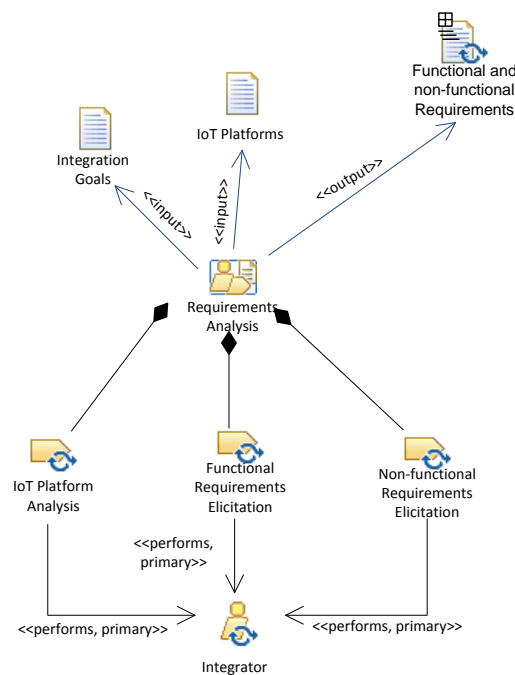 Functional and
non-functional
Requirements
IoT Platforms
Integration
Goals
<<input>>
<<input>>
<<output>>
Requirements
Analysis
IoT Platform
Analysis
Functional
Requirements
Elicitation
Non-functional
Requirements
Elicitation
<<performs,
primary>>
<<performs, primary>>
<<performs, primary>>
Integrator